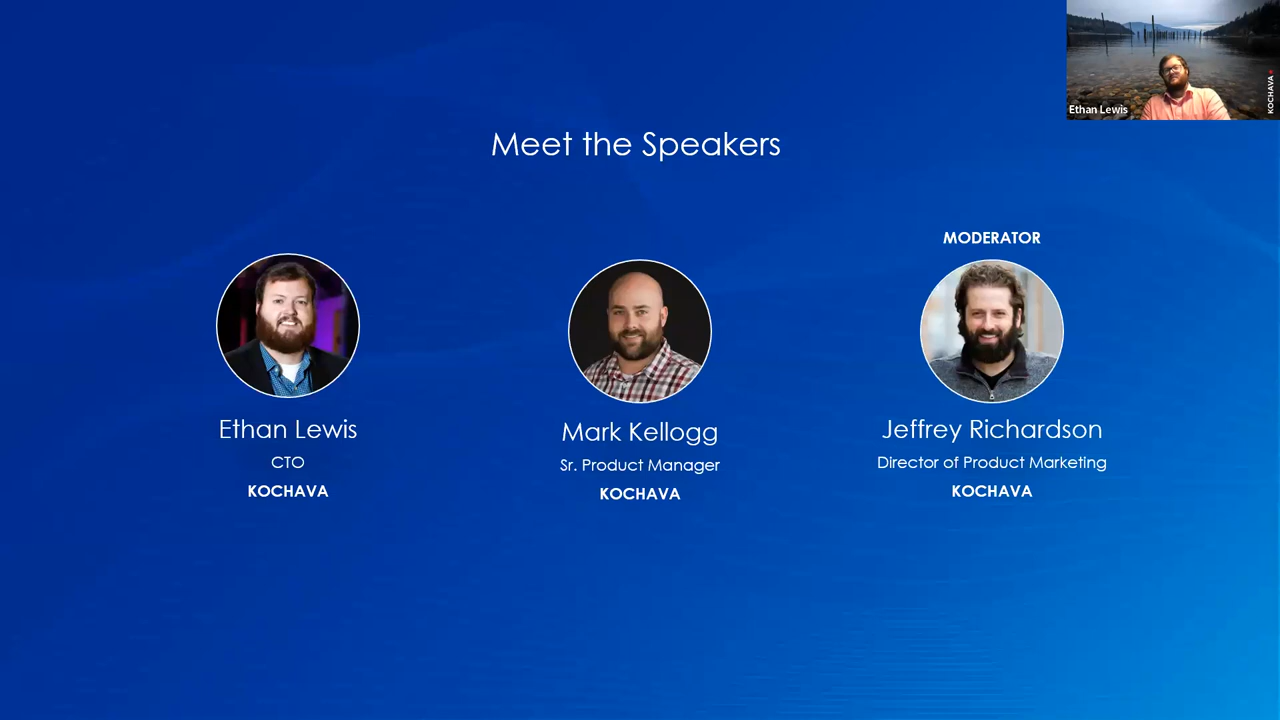 Ethan Lewis
KOCHAVA
Meet the Speakers
MODERATOR
Ethan Lewis
CTO
KOCHAVA
Mark Kellogg
Sr. Product Manager
KOCHAVA
Jeffrey Richardson
Director of Product Marketing
KOCHAVA